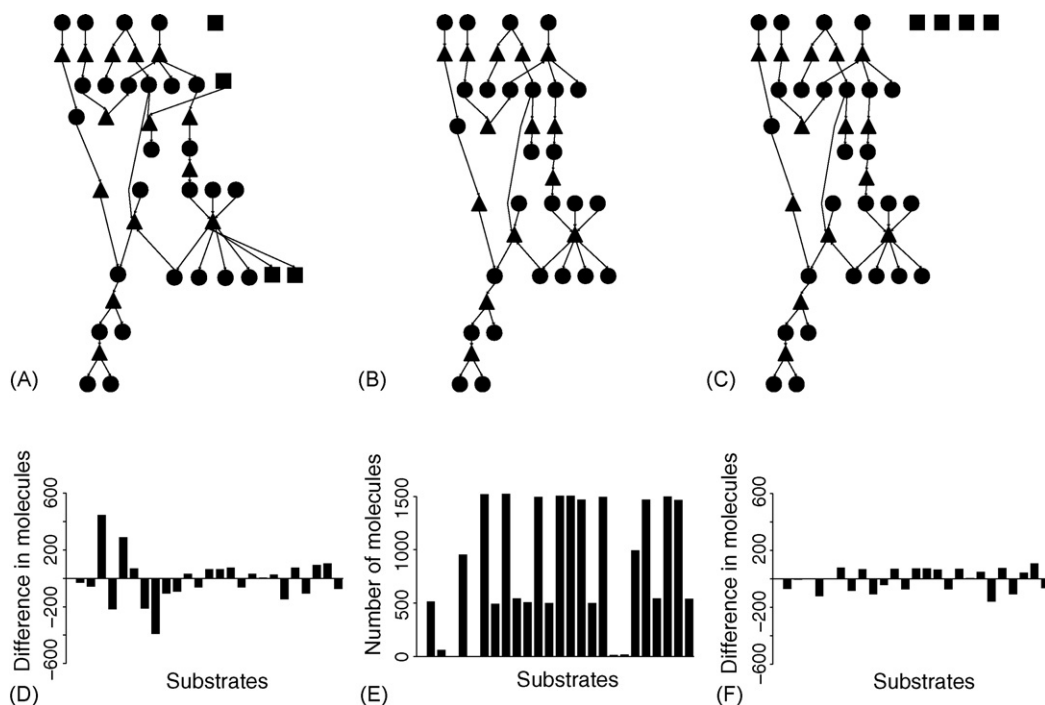 (A)
(B)
(C)
600
200
-200
-600
Difference in molecules
Substrates
(D)
1500
1000
500
0
Number of molecules
Substrates
(E)
600
200
-200
-600
Difference in molecules
Substrates
(F)